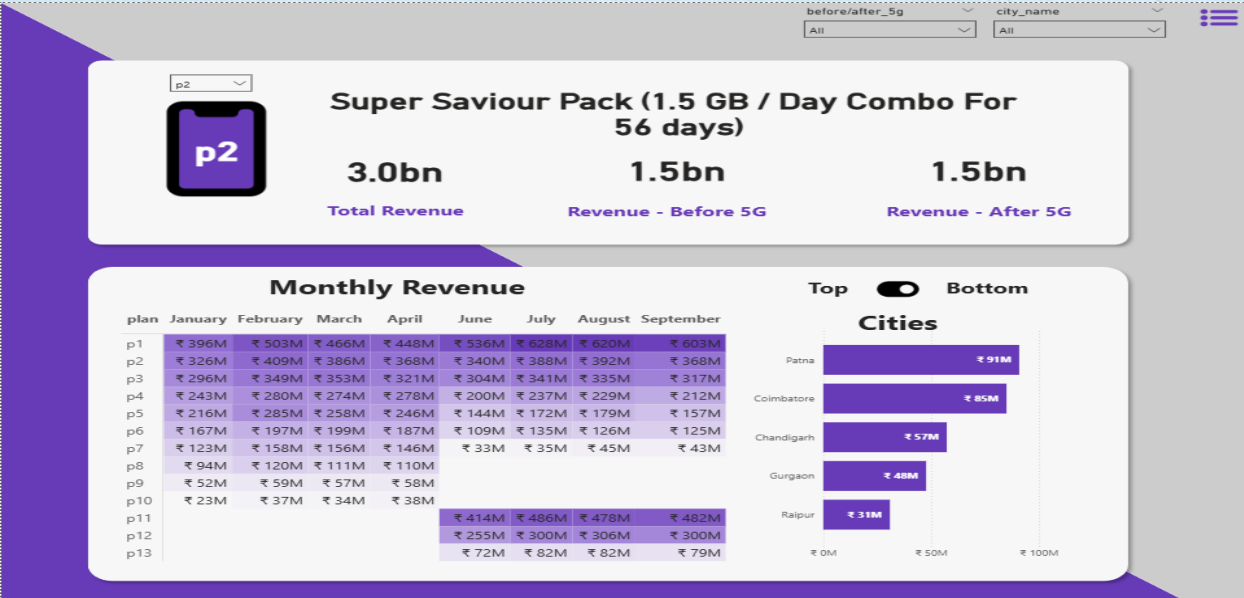 before/after_5g city_name
All All
p2
Super Saviour Pack (1.5 GB / Day Combo For
56 days)
p2
3.0bn 1.5bn 1.5bn
Total Revenue Revenue - Before 5G Revenue - After 5G
Monthly Revenue
plan January February March April June July August September
p1 ₹ 396M ₹ 503M ₹ 466M ₹ 448M ₹ 536M ₹ 628M ₹ 620M ₹ 603M
p2 ₹ 326M ₹ 409M ₹ 386M ₹ 368M ₹ 340M ₹ 388M ₹ 392M ₹ 368M
p3 ₹ 296M ₹ 349M ₹ 353M ₹ 321M ₹ 304M ₹ 341M ₹ 335M ₹ 317M
p4 ₹ 243M ₹ 280M ₹ 274M ₹ 278M ₹ 200M ₹ 237M ₹ 229M ₹ 212M
p5 ₹ 216M ₹ 285M ₹ 258M ₹ 246M ₹ 144M ₹ 172M ₹ 179M ₹ 157M
p6 ₹ 167M ₹ 197M ₹ 199M ₹ 187M ₹ 109M ₹ 135M ₹ 126M ₹ 125M
p7 ₹ 123M ₹ 158M ₹ 156M ₹ 146M ₹ 33M ₹ 35M ₹ 45M ₹ 43M
p8 ₹ 94M ₹ 120M ₹ 111M ₹ 110M
p9 ₹ 52M ₹ 59M ₹ 57M ₹ 58M
p10 ₹ 23M ₹ 37M ₹ 34M ₹ 38M
p11 ₹ 414M ₹ 486M ₹ 478M ₹ 482M
p12 ₹ 255M ₹ 300M ₹ 306M ₹ 300M
p13 ₹ 72M ₹ 82M ₹ 82M ₹ 79M
Top Bottom
Cities
Patna ₹ 91M
Coimbatore ₹ 85M
Chandigarh ₹ 57M
Gurgaon ₹ 48M
Raipur ₹ 31M
₹ 0M ₹ 50M ₹ 100M